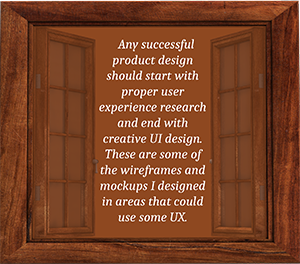 Any successful
product design
should start with
proper user
experience research
and end with
creative UI design.
These are some of
the wireframes and
mockups I designed
in areas that could
use some UX.